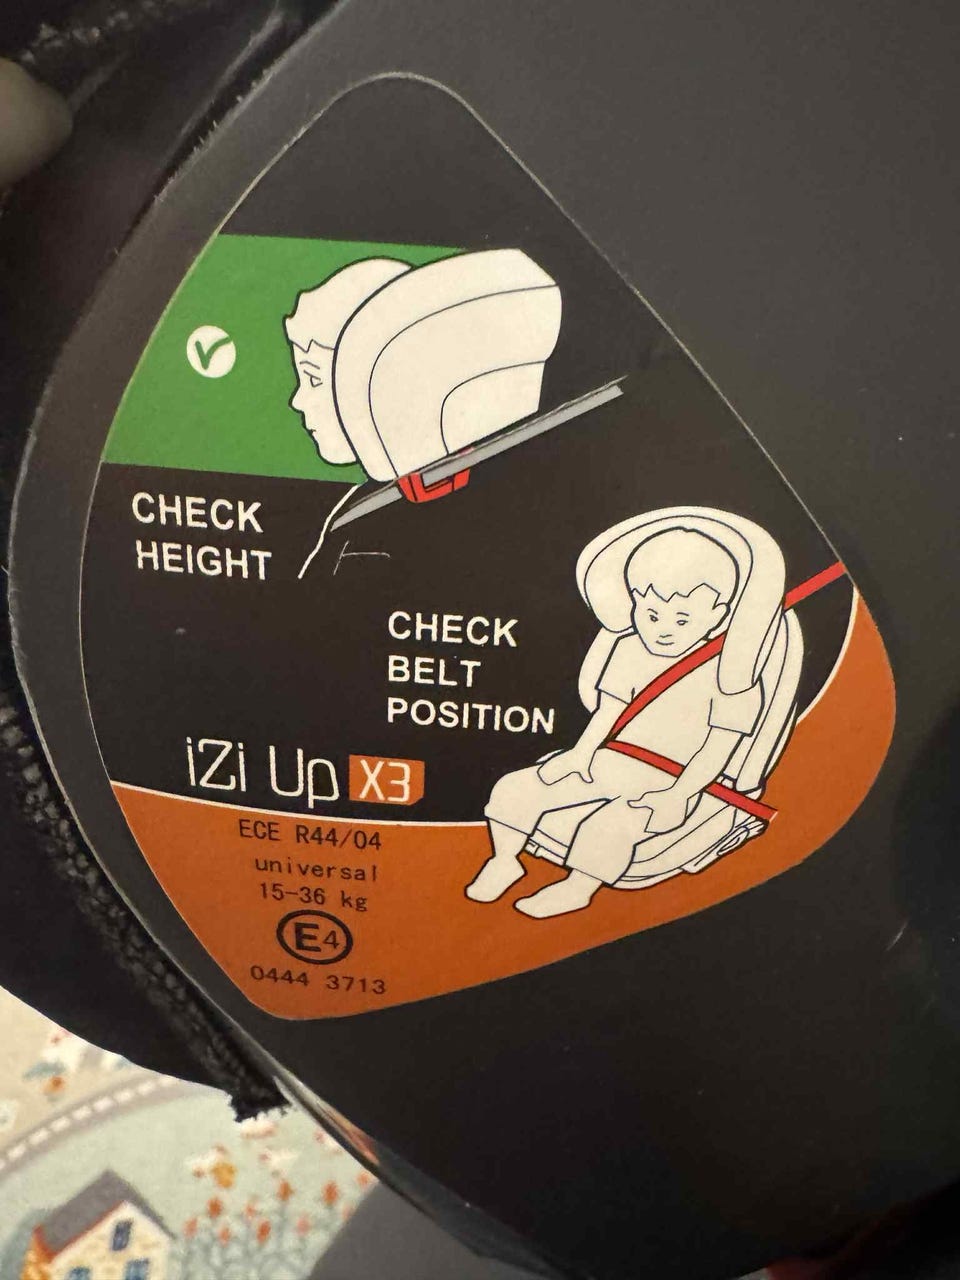 CHECK
HEIGHT
CHECK
BELT
POSITION
iZi Up X3
ECE R44/04
universal
15-36 kg
E4
0444 3713